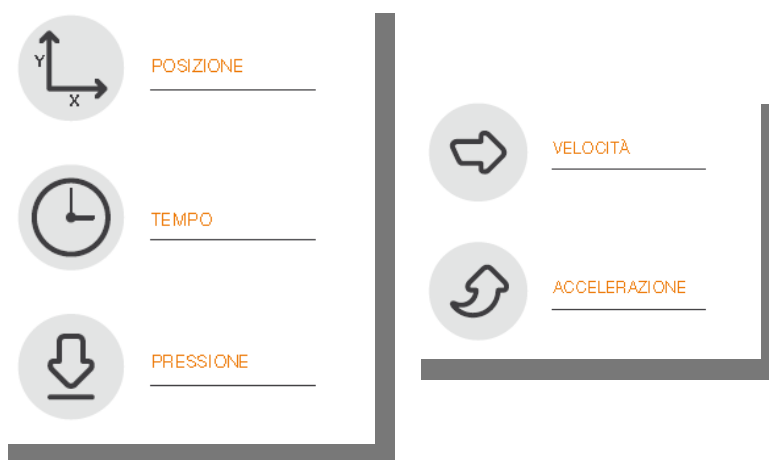 Y
X
POSIZIONE
TEMPO
PRESSIONE
VELOCITÀ
ACCELERAZIONE